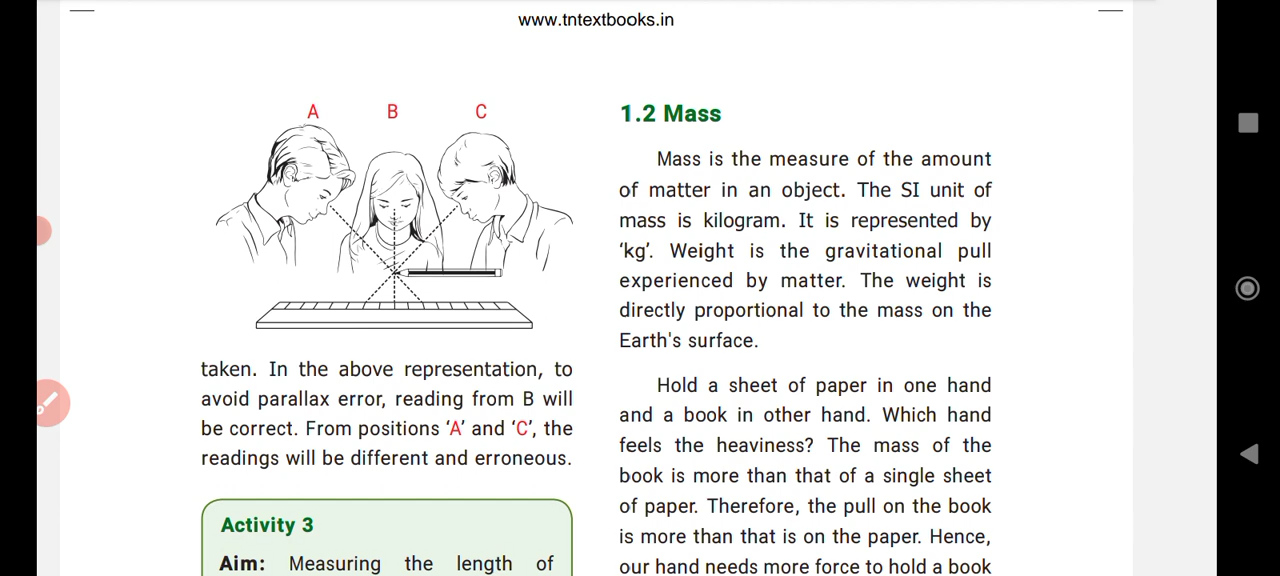 www.tntextbooks.in
A B C
taken. In the above representation, to
avoid parallax error, reading from B will
be correct. From positions ‘A’ and ‘C’, the
readings will be different and erroneous.
Activity 3
Aim: Measuring the length of
1.2 Mass
Mass is the measure of the amount
of matter in an object. The SI unit of
mass is kilogram. It is represented by
‘kg’. Weight is the gravitational pull
experienced by matter. The weight is
directly proportional to the mass on the
Earth's surface.
Hold a sheet of paper in one hand
and a book in other hand. Which hand
feels the heaviness? The mass of the
book is more than that of a single sheet
of paper. Therefore, the pull on the book
is more than that is on the paper. Hence,
our hand needs more force to hold a book